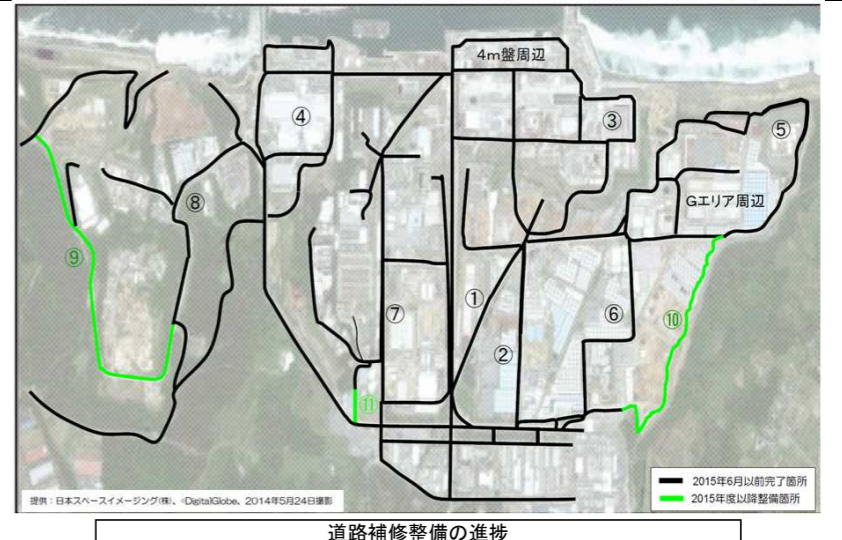 4m盤周辺
④
③
⑤
Gエリア周辺
⑧
⑨
①
⑦
⑥
⑩
②
⑪
2015年6月以前完了箇所
2015年度以降整備箇所
提供：日本スペースイメージング(株)、©DigitalGlobe、2014年5月24日撮影
道路補修整備の進捗